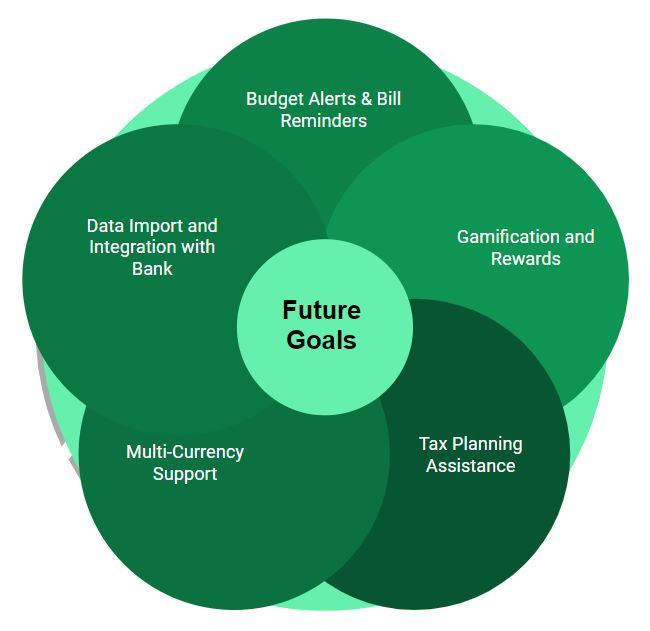 Budget Alerts & Bill
Reminders
Gamification and
Rewards
Tax Planning
Assistance
Multi-Currency
Support
Data Import and
Integration with
Bank
Future
Goals